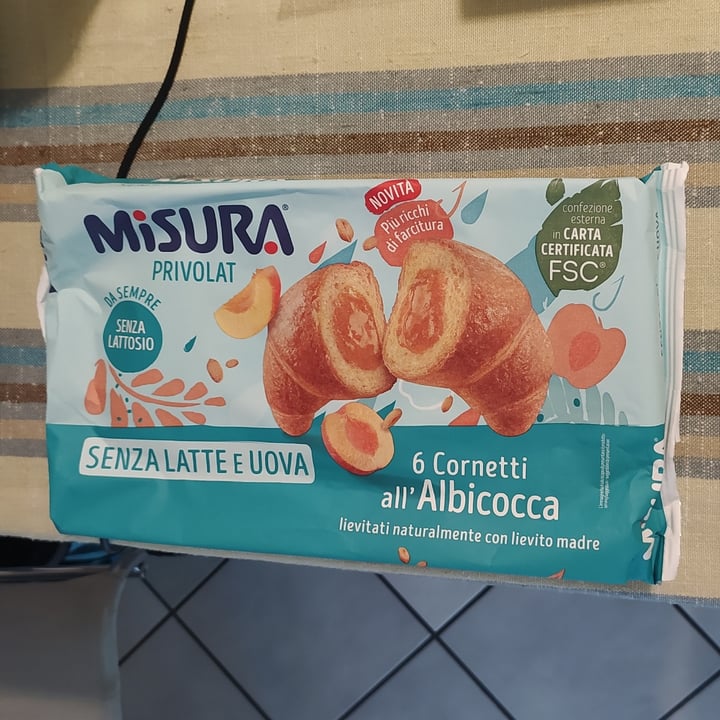 MiSURA®
PRIVOLAT
DA SEMPRE
SENZA
LATTOSIO
NOVITÀ
Più ricchi
di farcitura
confezione
esterna
in CARTA
CERTIFICATA
FSC®
SENZA LATTE E UOVA
6 Cornetti
all'Albicocca
lievitati naturalmente con lievito madre